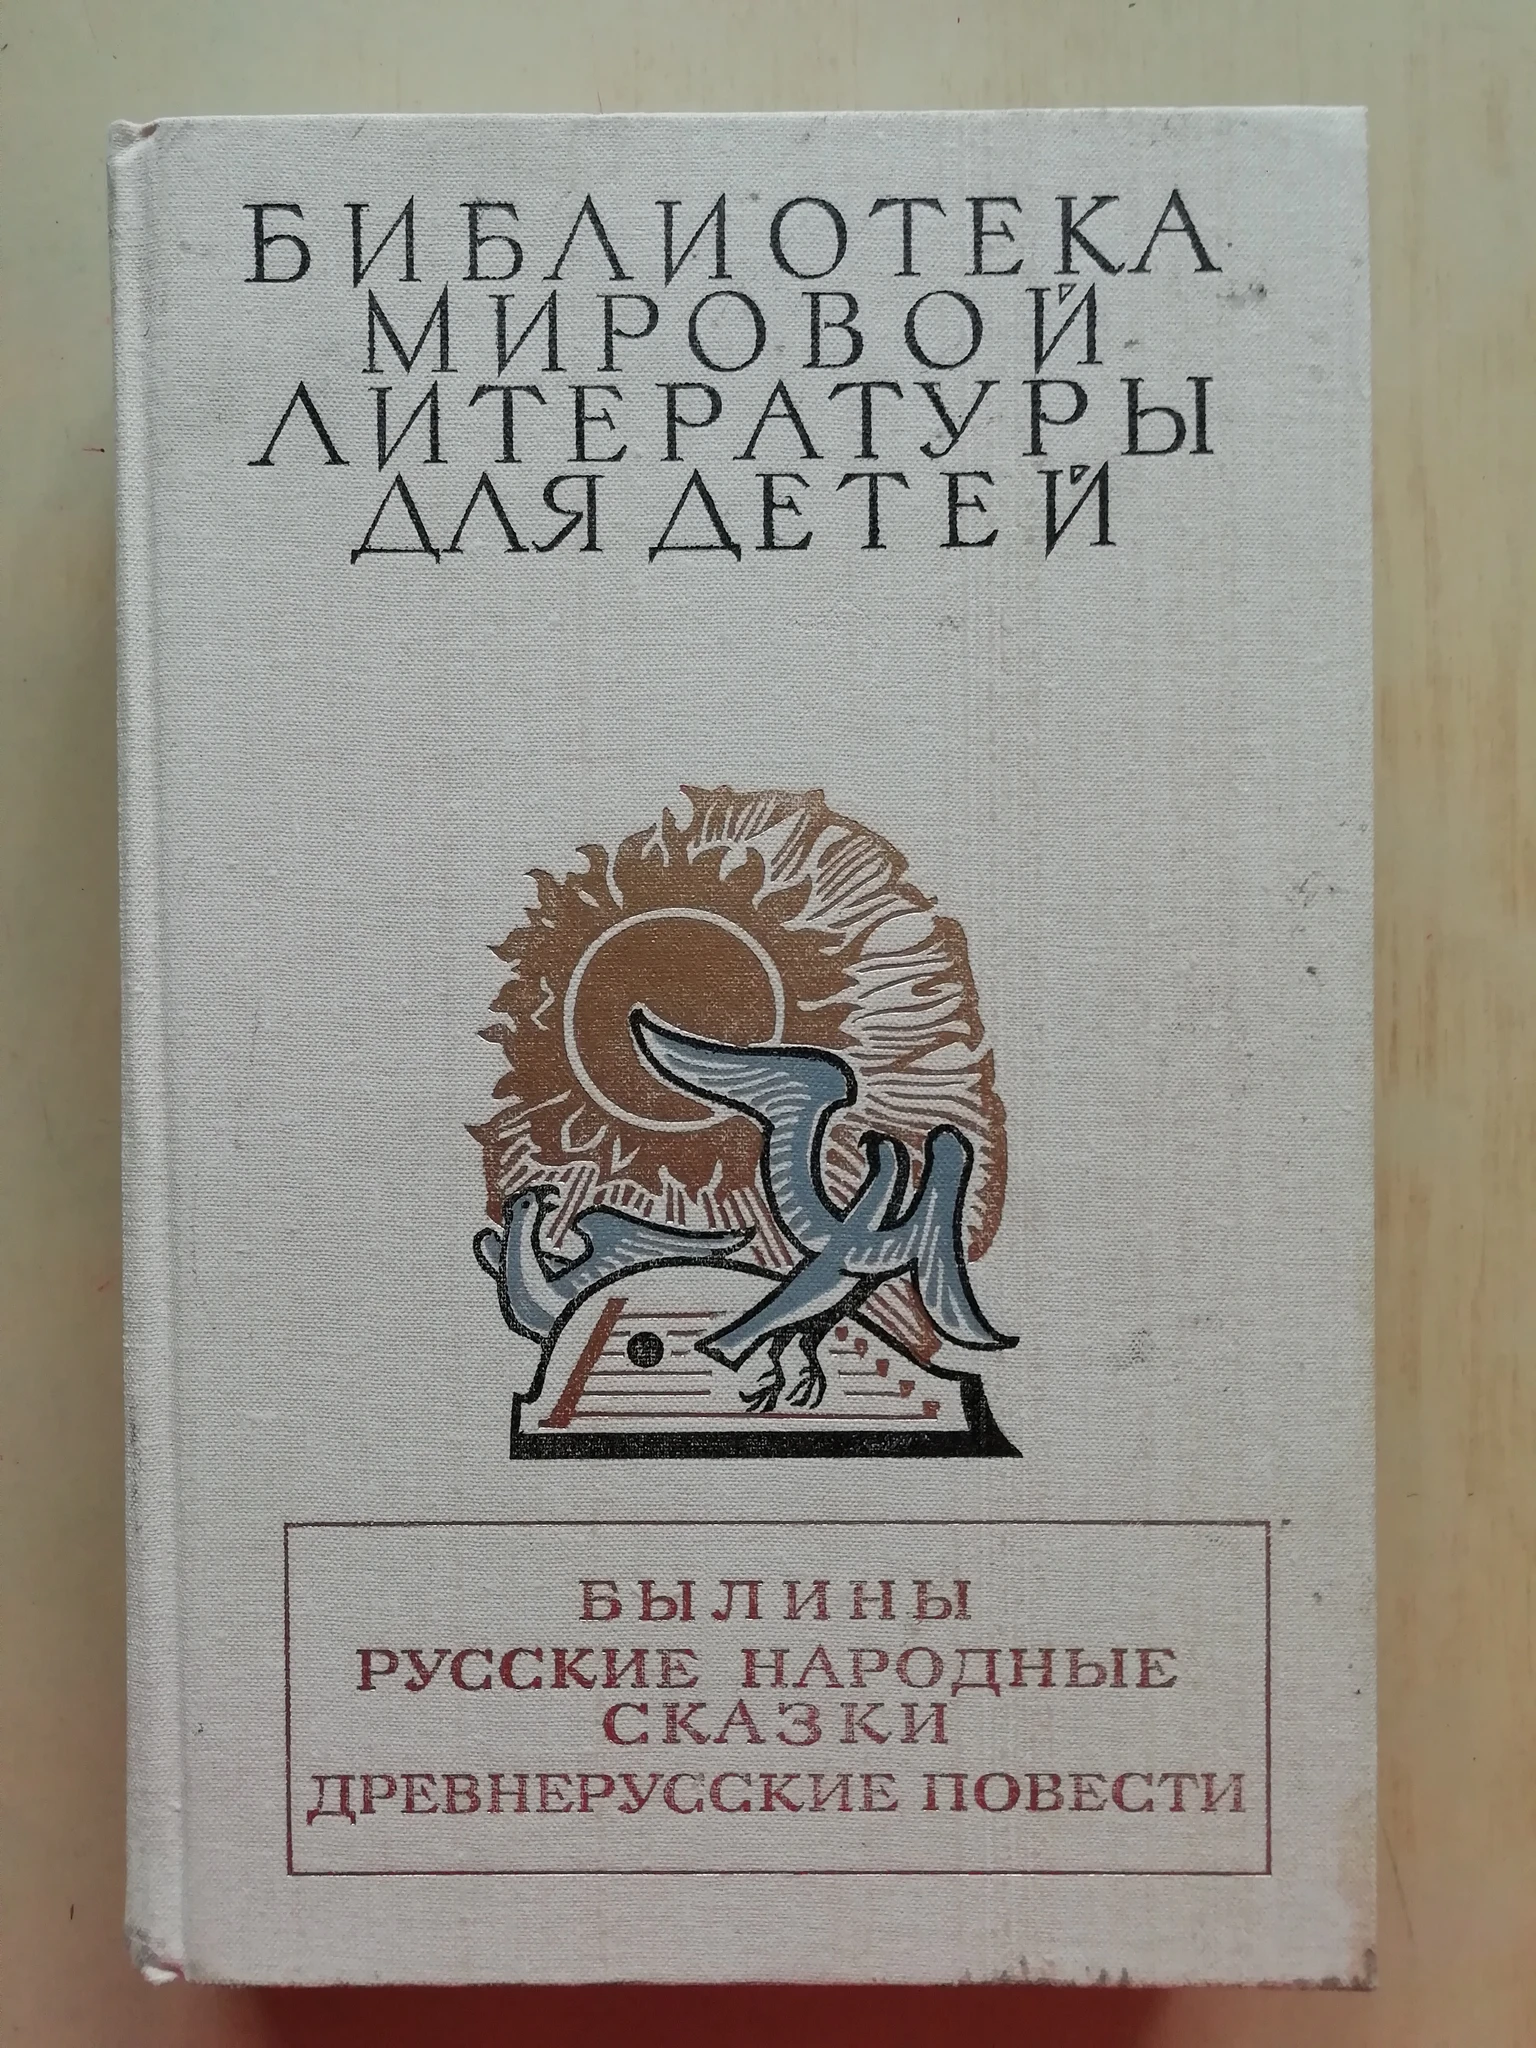 БИБЛИОТЕКА
МИРОВОЙ
ЛИТЕРАТУРЫ
ДЛЯ ДЕТЕЙ
БЫЛИНЫ
РУССКИЕ НАРОДНЫЕ
СКАЗКИ
ДРЕВНЕРУССКИЕ ПОВЕСТИ